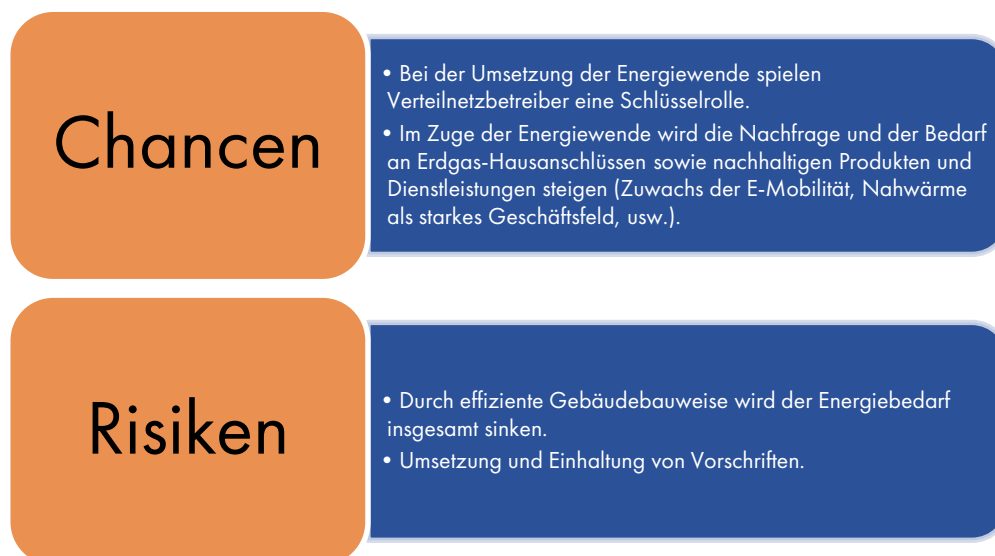 Chancen
• Bei der Umsetzung der Energiewende spielen
Verteilnetzbetreiber eine Schlüsselrolle.
• Im Zuge der Energiewende wird die Nachfrage und der Bedarf
an Erdgas-Hausanschlüssen sowie nachhaltigen Produkten und
Dienstleistungen steigen (Zuwachs der E-Mobilität, Nahwärme
als starkes Geschäftsfeld, usw.).
Risiken
• Durch effiziente Gebäudebauweise wird der Energiebedarf
insgesamt sinken.
• Umsetzung und Einhaltung von Vorschriften.